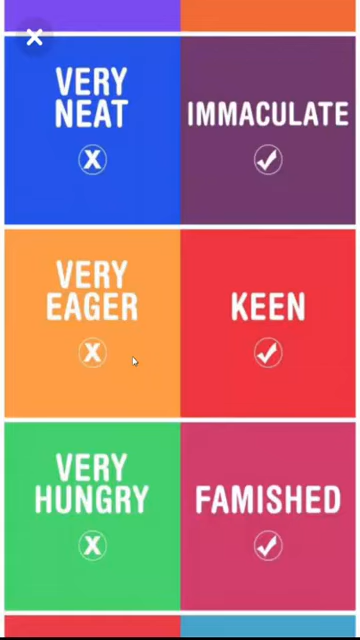 VERY
NEAT
IMMACULATE
X
✓
VERY
EAGER
KEEN
X
✓
VERY
HUNGRY
FAMISHED
X
✓